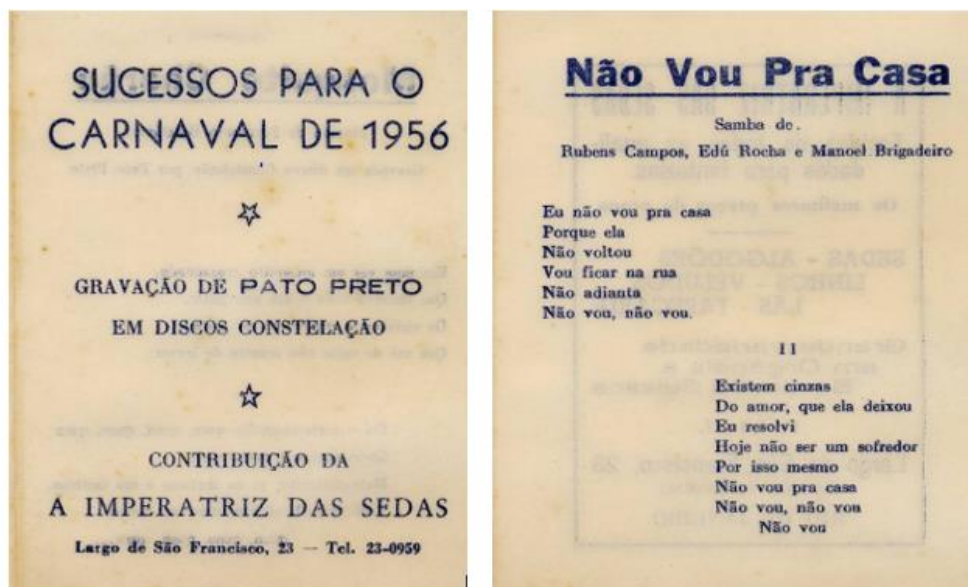 SUCESSOS PARA O
CARNAVAL DE 1956
GRAVAÇÃO DE PATO PRETO
EM DISCOS CONSTELAÇÃO
CONTRIBUIÇÃO DA
A IMPERATRIZ DAS SEDAS
Largo de São Francisco, 23 — Tel. 23-0959
Não Vou Pra Casa
Samba de.
Rubens Campos, Edú Rocha e Manoel Brigadeiro
Eu não vou pra casa
Porque ela
Não voltou
Vou ficar na rua
Não adianta
Não vou, não vou.
II
Existem cinzas
Do amor, que ela deixou
Eu resolvi
Hoje não ser um sofredor
Por isso mesmo
Não vou pra casa
Não vou, não vou
Não vou